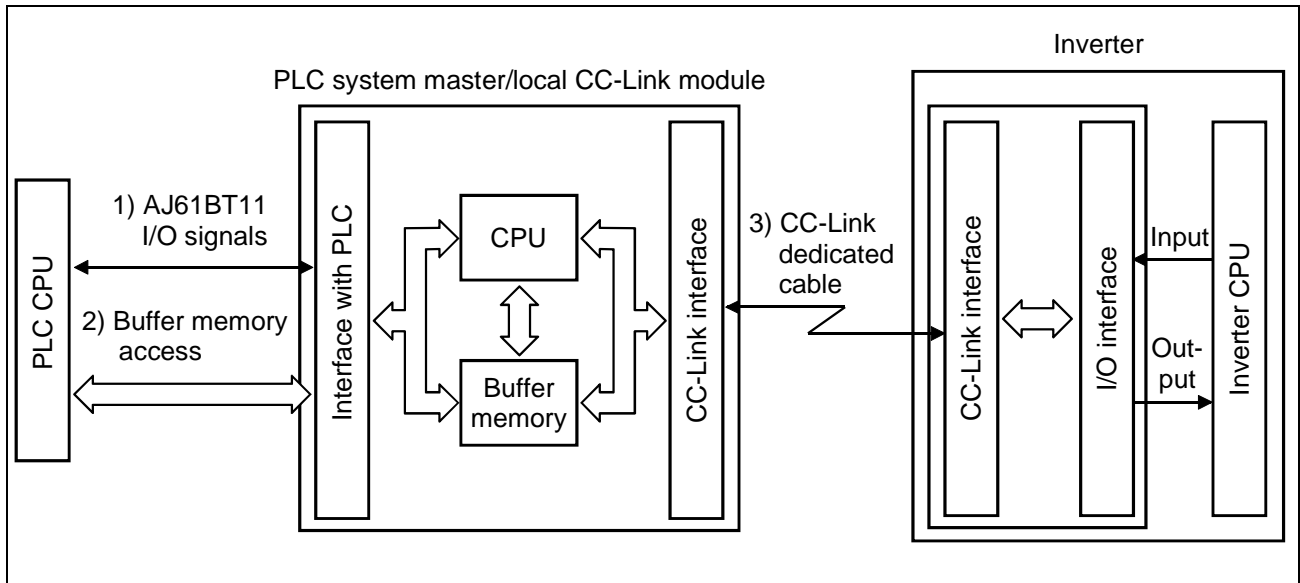 Inverter
PLC system master/local CC-Link module
PLC CPU
1) AJ61BT11
I/O signals
2) Buffer memory
access
Interface with PLC
CPU
Buffer
memory
CC-Link interface
3) CC-Link
dedicated
cable
CC-Link interface
I/O interface
Input
Out-
put
Inverter CPU